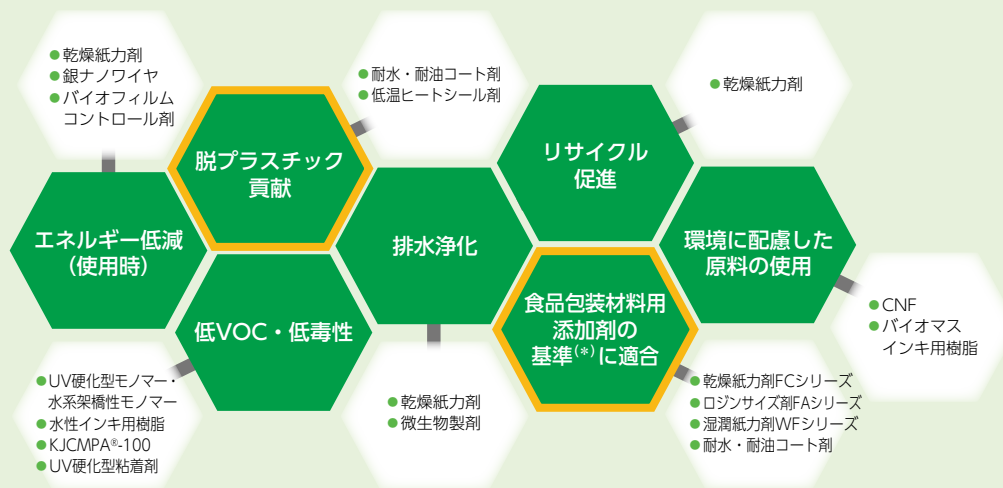 ●乾燥紙力剤
●銀ナノワイヤ
●バイオフィルム
コントロール剤
●耐水・耐油コート剤
●低温ヒートシール剤
●乾燥紙力剤
脱プラスチック
貢献
リサイクル
促進
エネルギー低減
(使用時)
排水浄化
環境に配慮した
原料の使用
低VOC・低毒性
食品包装材料用
添加剤の
基準(*)に適合
●CNF
●バイオマス
インキ用樹脂
●UV硬化型モノマー・
水系架橋性モノマー
●水性インキ用樹脂
●KJCMPA®-100
●UV硬化型粘着剤
●乾燥紙力剤
●微生物製剤
●乾燥紙力剤FCシリーズ
●ロジンサイズ剤FAシリーズ
●湿潤紙力剤WFシリーズ
●耐水・耐油コート剤